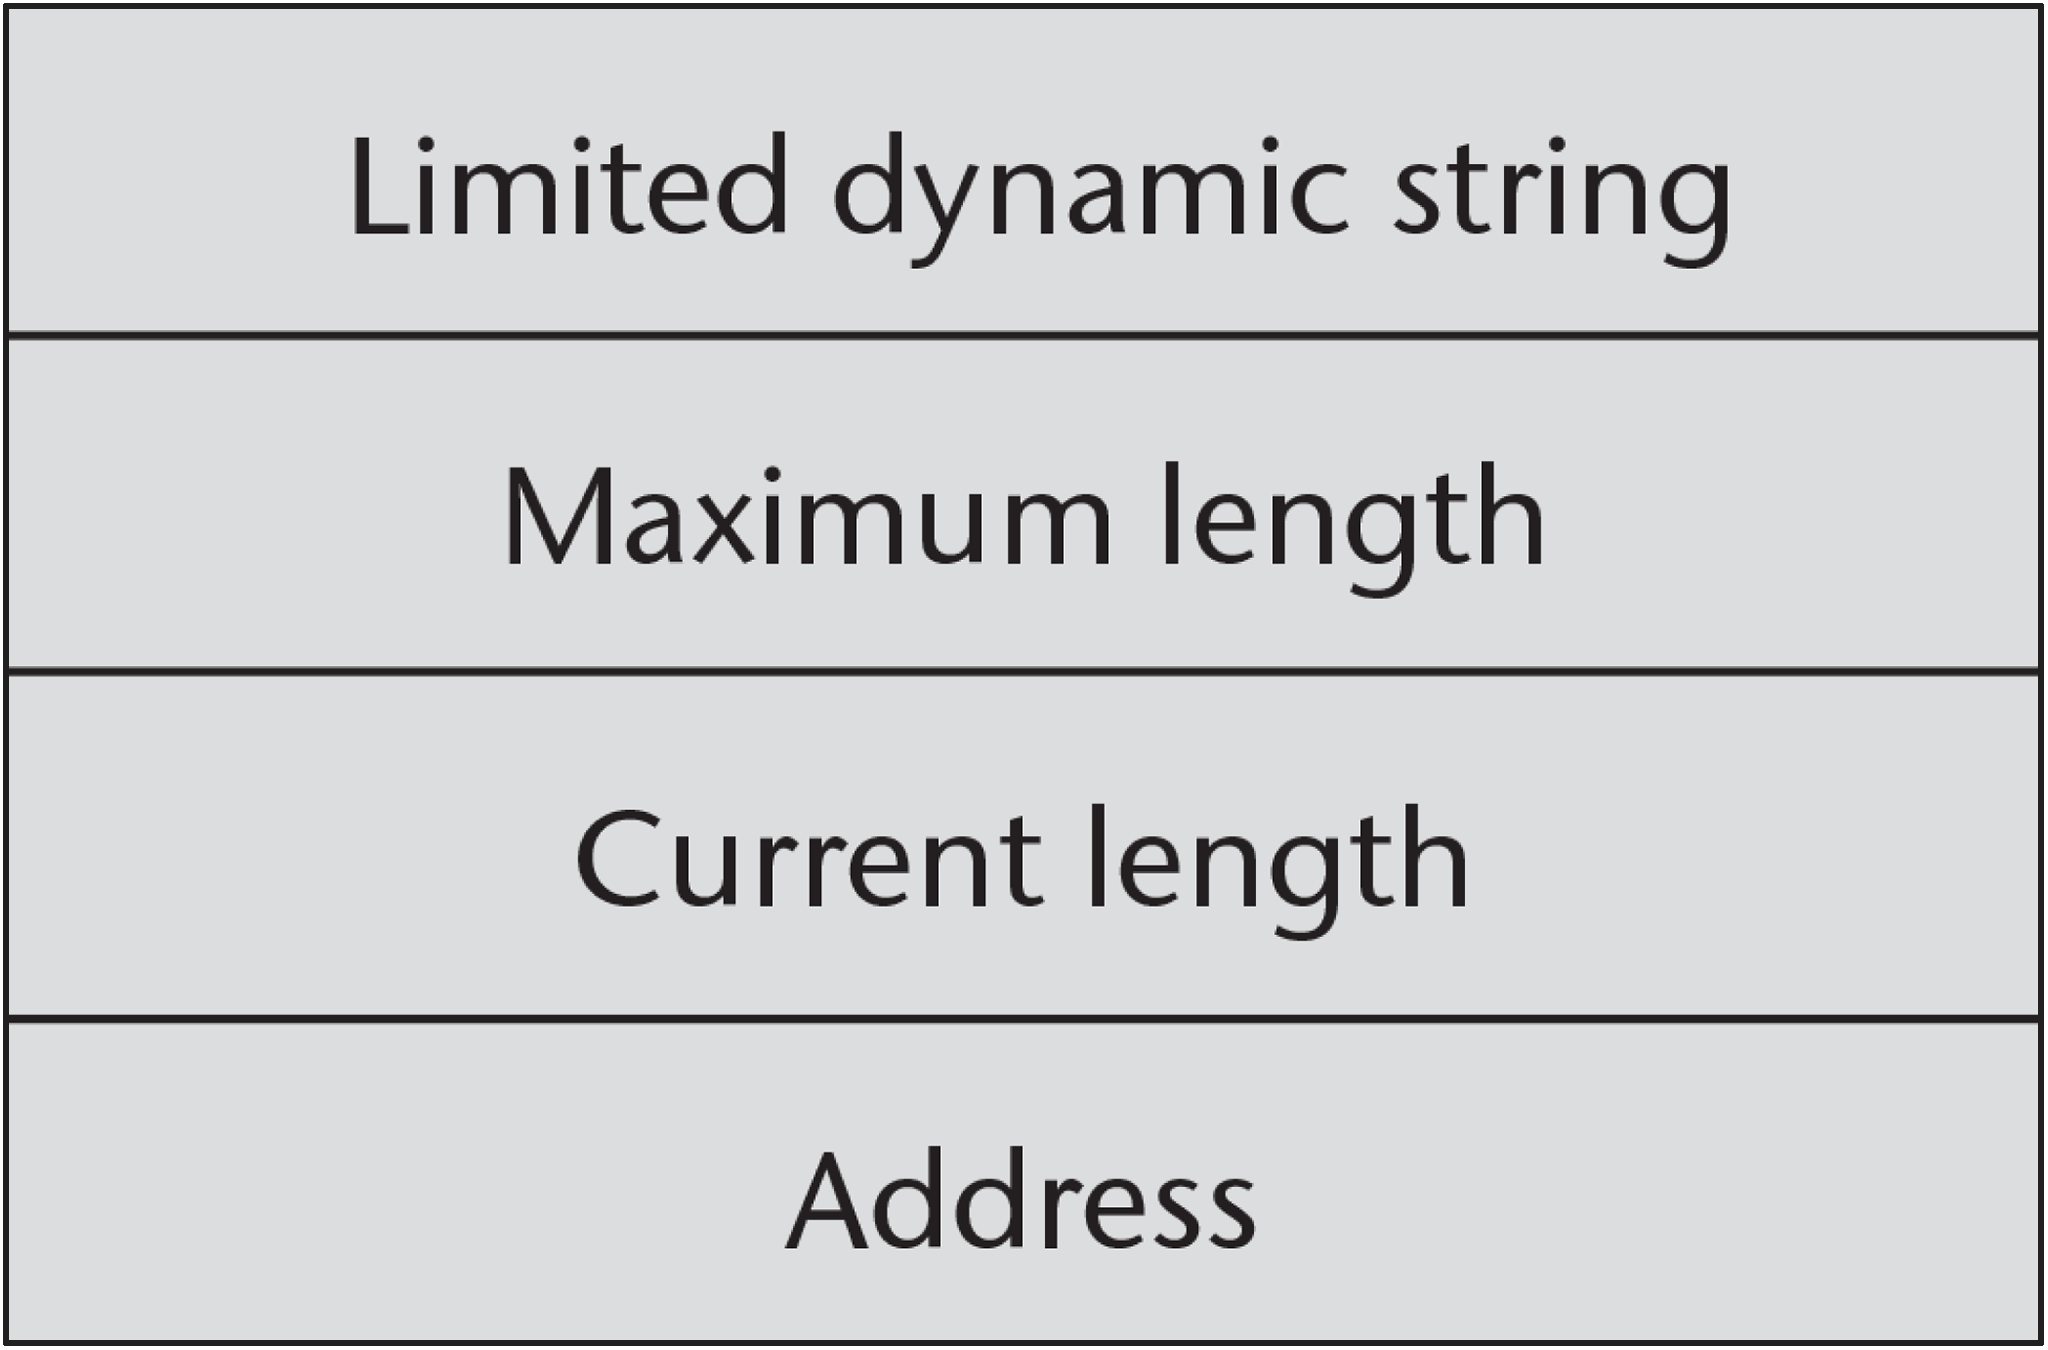 Limited dynamic string
Maximum length
Current length
Address